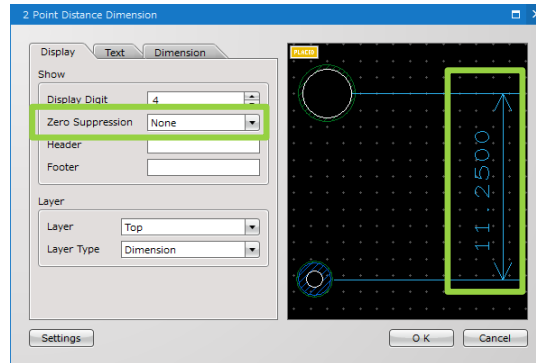 2 Point Distance Dimension
Display Text Dimension
Show
Display Digit 4
Zero Suppression None
Header
Footer
Layer
Layer Top
Layer Type Dimension
PLACID
11.2500
Settings
O K Cancel